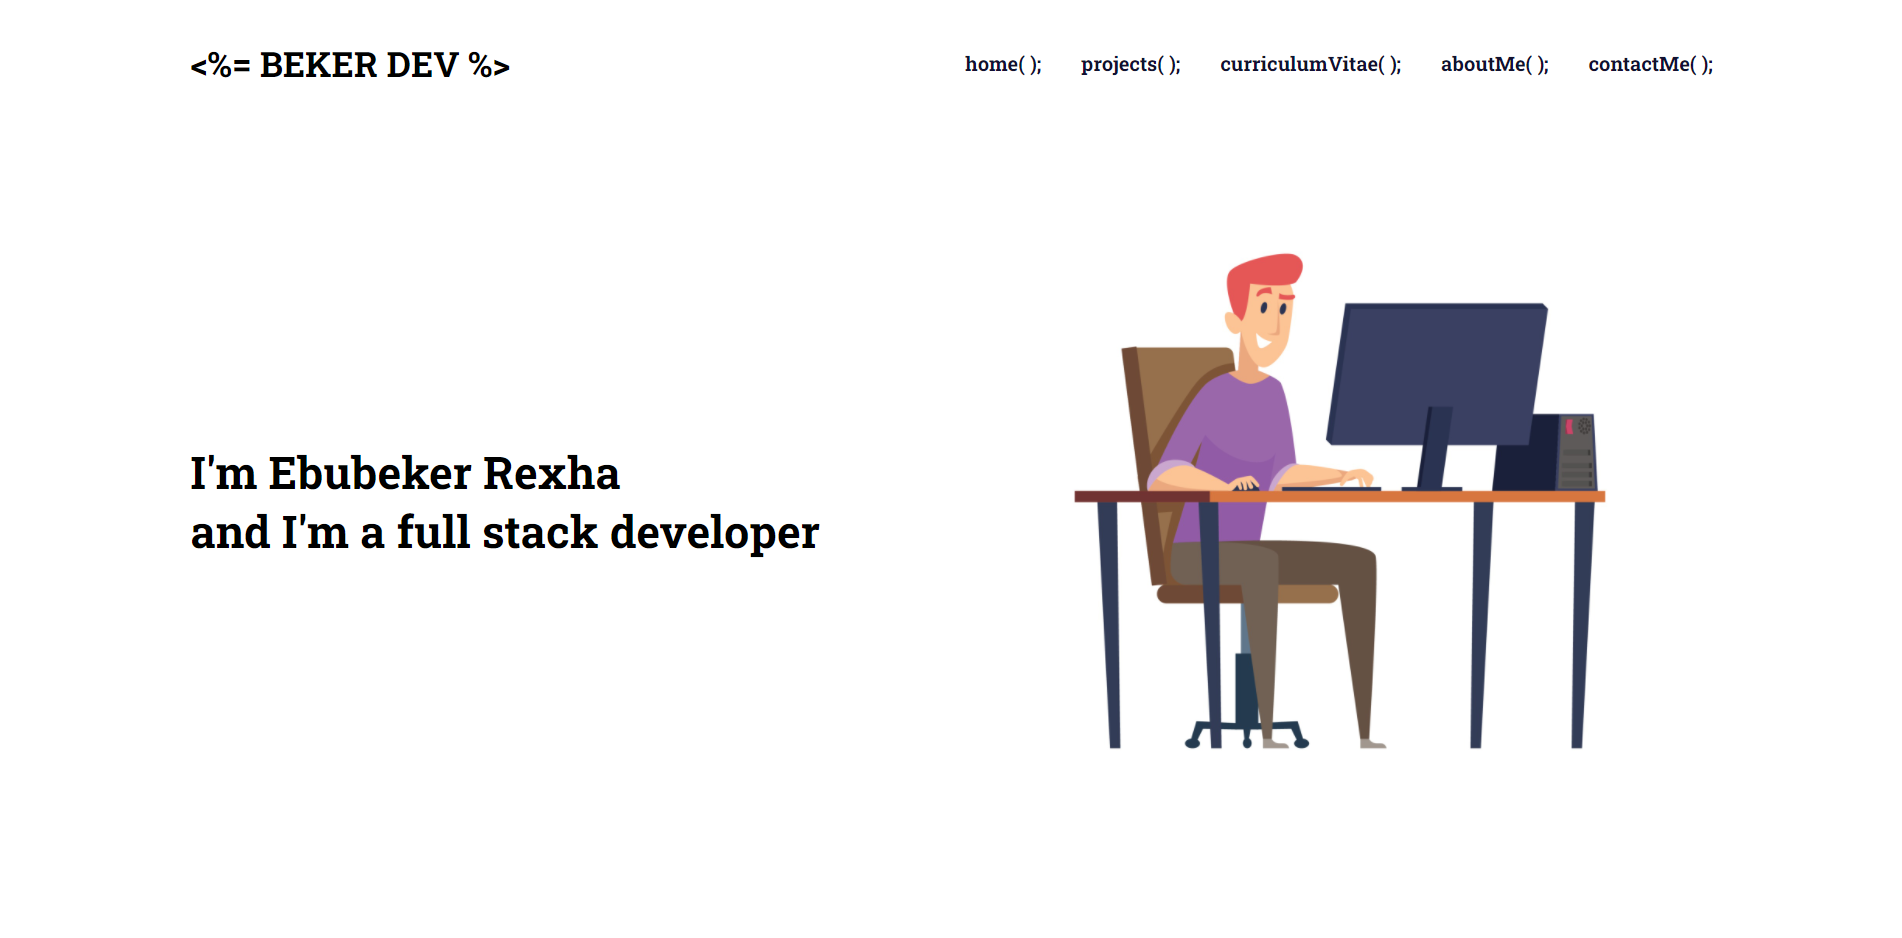 <%= BEKER DEV %>
home( ); projects( ); curriculumVitae( ); aboutMe( ); contactMe( );
I'm Ebubeker Rexha
and I'm a full stack developer